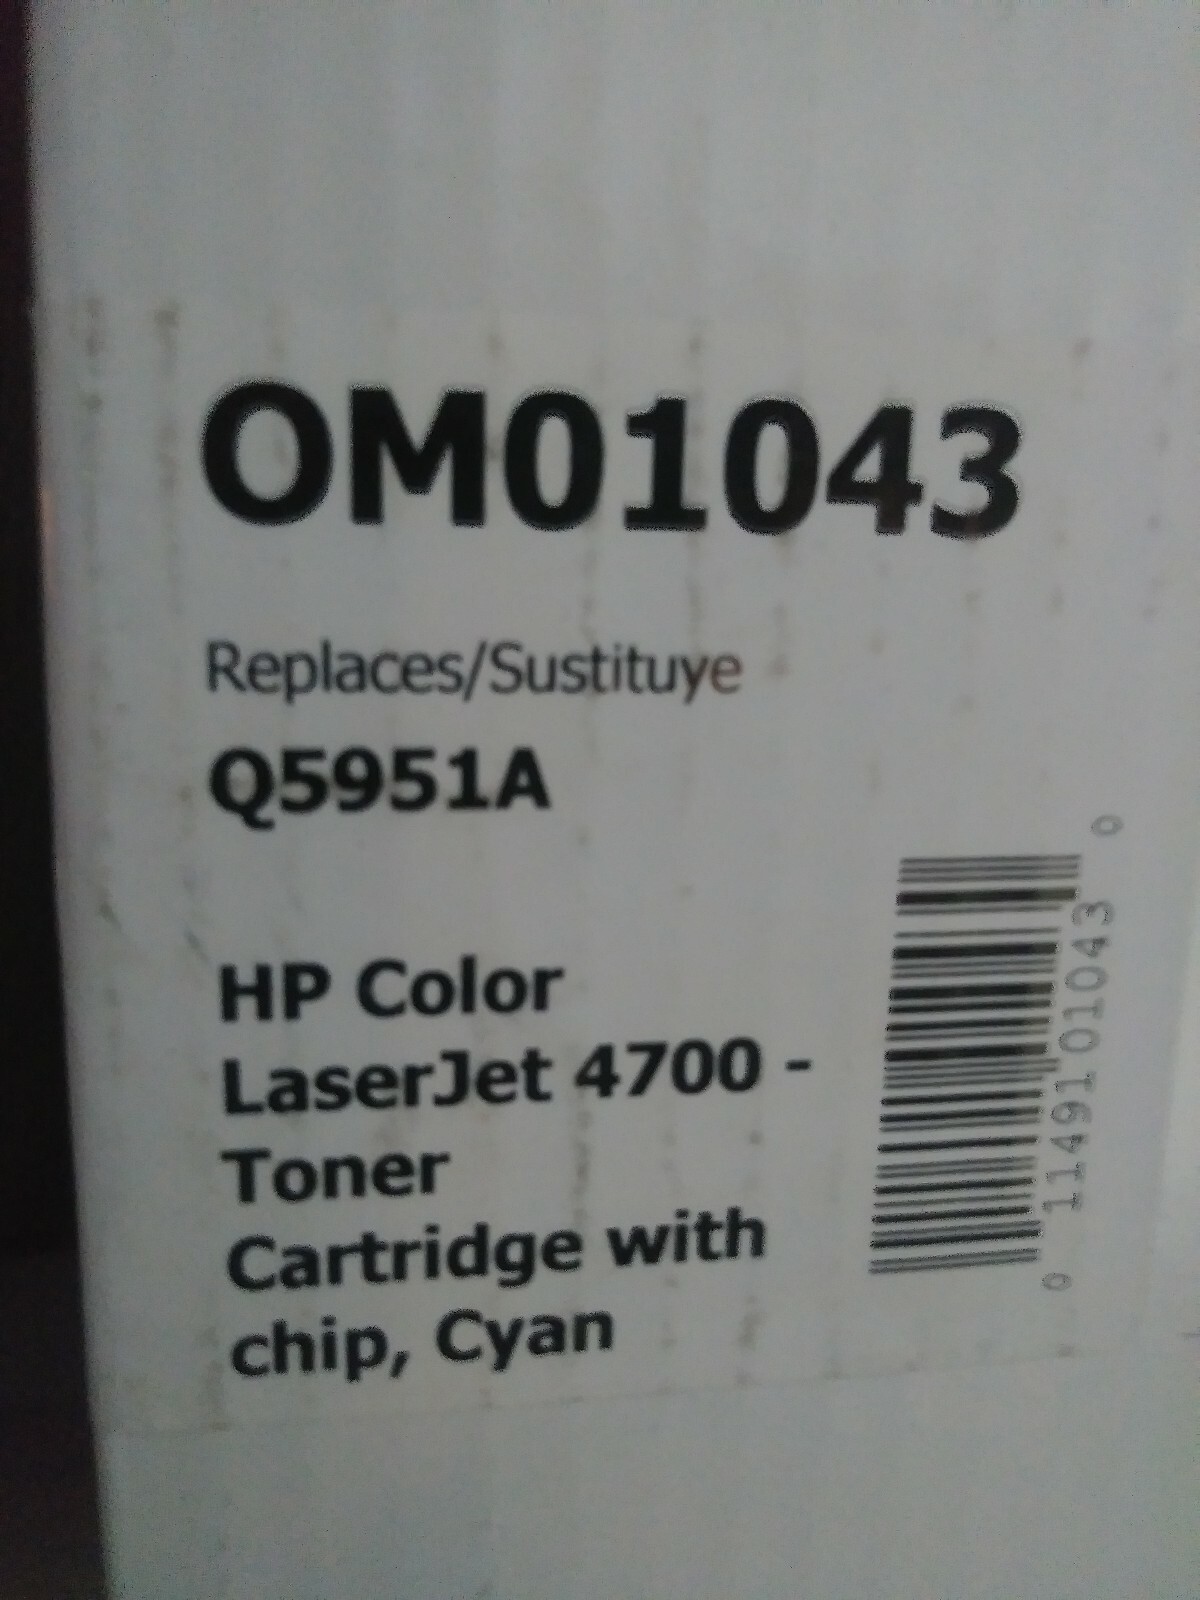 OM01043
Replaces/Sustituye
Q5951A
HP Color
LaserJet 4700 -
Toner
Cartridge with
chip, Cyan
0 11491 01043 0